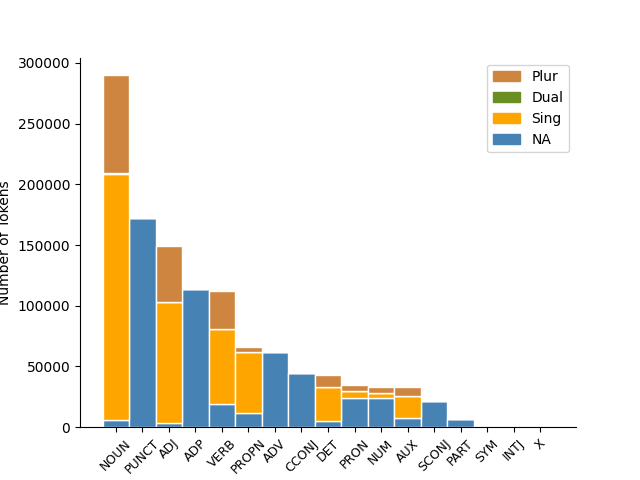 300000
250000
200000
150000
100000
50000
0
Number of Tokens
Plur
Dual
Sing
NA
NOUN
PUNCT
ADJ
ADP
VERB
PROPN
ADV
CCONJ
DET
PRON
NUM
AUX
SCONJ
PART
SYM
INTJ
X